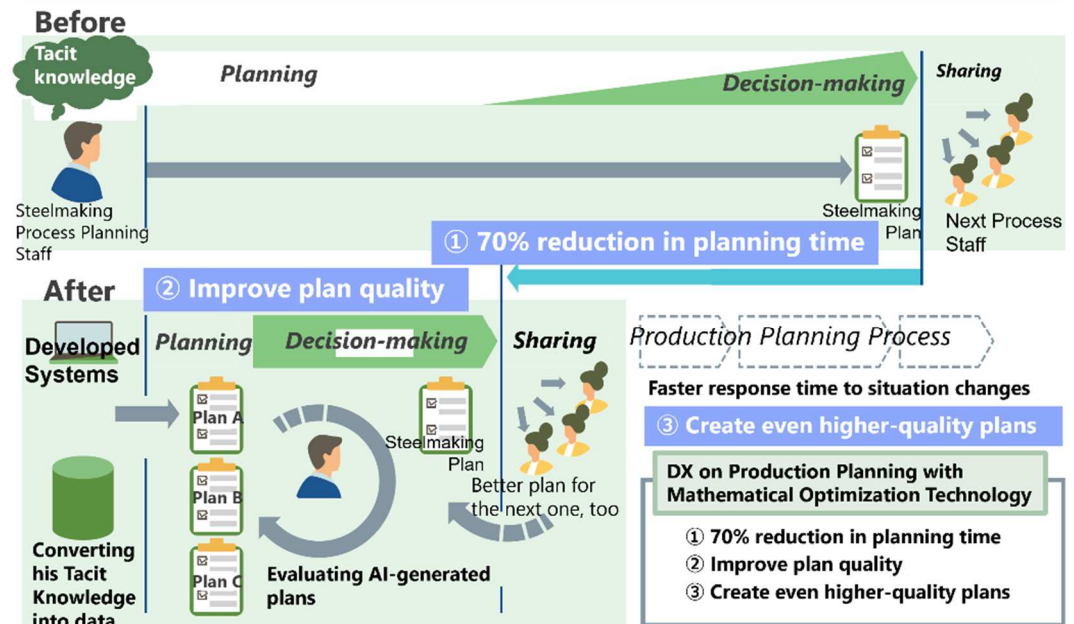 Before
Tacit
knowledge
Planning
Decision-making
Sharing
Steelmaking
Process Planning
Staff
Steelmaking
Plan
Next Process
Staff
① 70% reduction in planning time
After
② Improve plan quality
Developed
Systems
Planning
Decision-making
Sharing
Production Planning Process
Faster response time to situation changes
③ Create even higher-quality plans
Plan A
Plan B
Plan C
Steelmaking
Plan
Better plan for
the next one, too
Evaluating AI-generated
plans
Converting
his Tacit
Knowledge
into data
DX on Production Planning with
Mathematical Optimization Technology
① 70% reduction in planning time
② Improve plan quality
③ Create even higher-quality plans